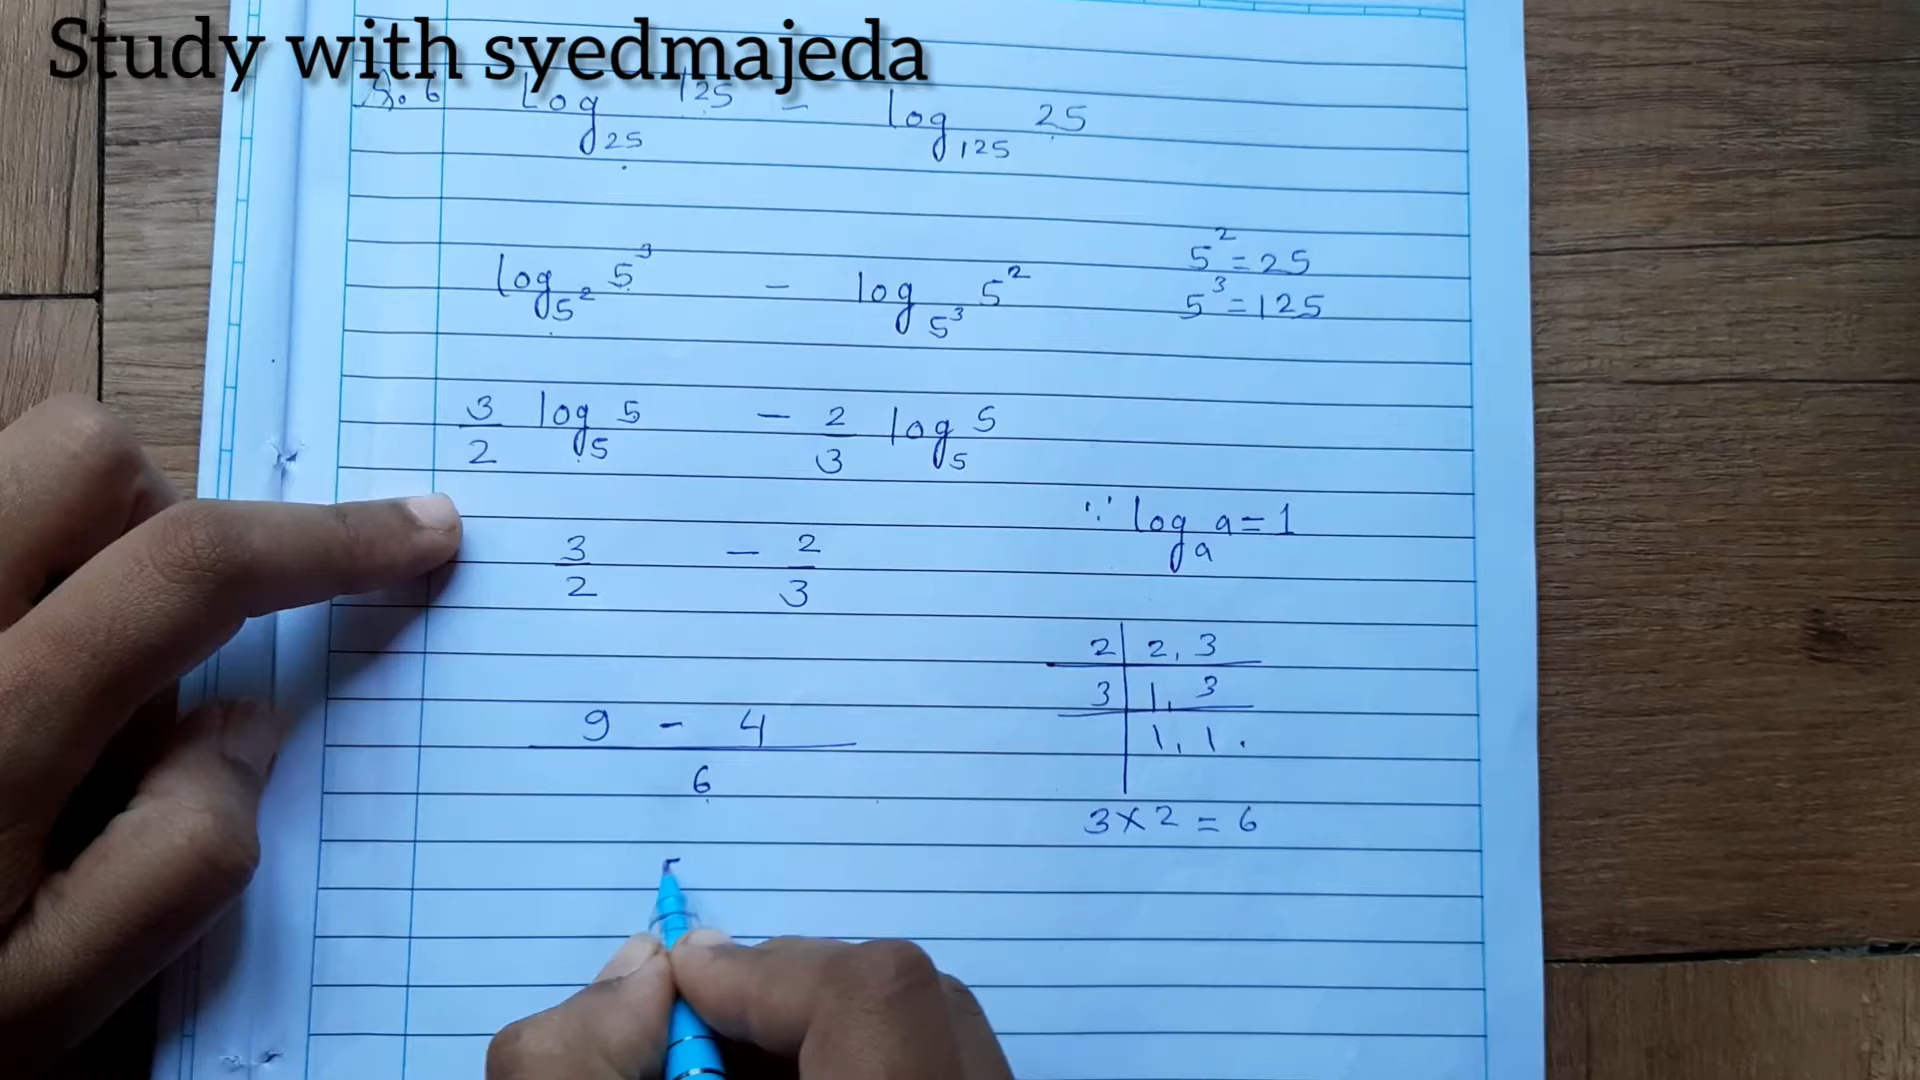 Study with syedmajeda
6 Log₂₅ 125 - log₁₂₅ 25
log₅² 5³ - log₅³ 5²
5² = 25
5³ = 125
3/2 log₅ 5 - 2/3 log₅ 5
∵ logₐ a = 1
3/2 - 2/3
2 | 2, 3
3 | 1, 3
1, 1.
9 - 4
6
3 × 2 = 6